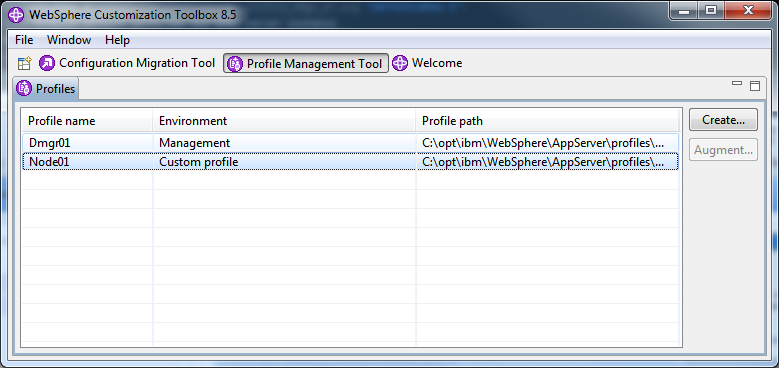 WebSphere Customization Toolbox 8.5
File Window Help
Configuration Migration Tool Profile Management Tool Welcome
Profiles
Profile name Environment Profile path
Create...
Dmgr01 Management C:\opt\ibm\WebSphere\AppServer\profiles\...
Augment...
Node01 Custom profile C:\opt\ibm\WebSphere\AppServer\profiles\...